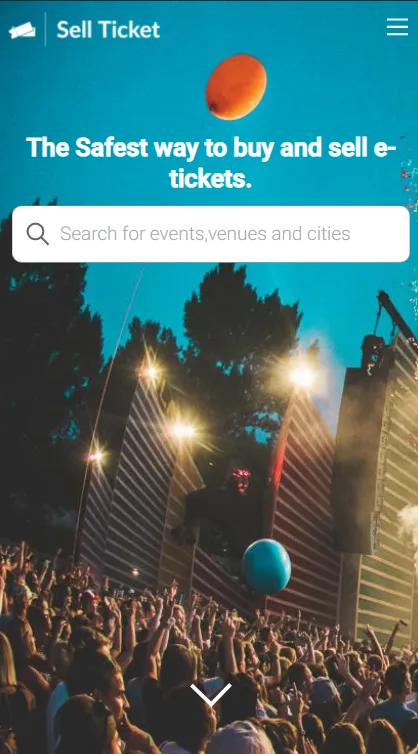 Sell Ticket
The Safest way to buy and sell e-
tickets.
Search for events,venues and cities